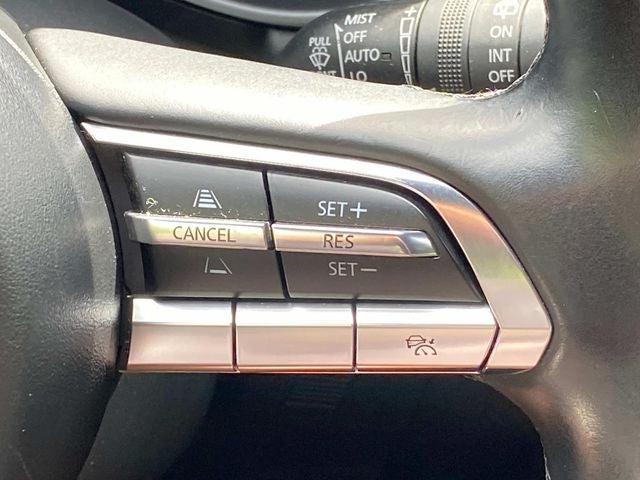 MIST
OFF
AUTO
LO
PULL
ON
INT
OFF
SET+
CANCEL
RES
SET−